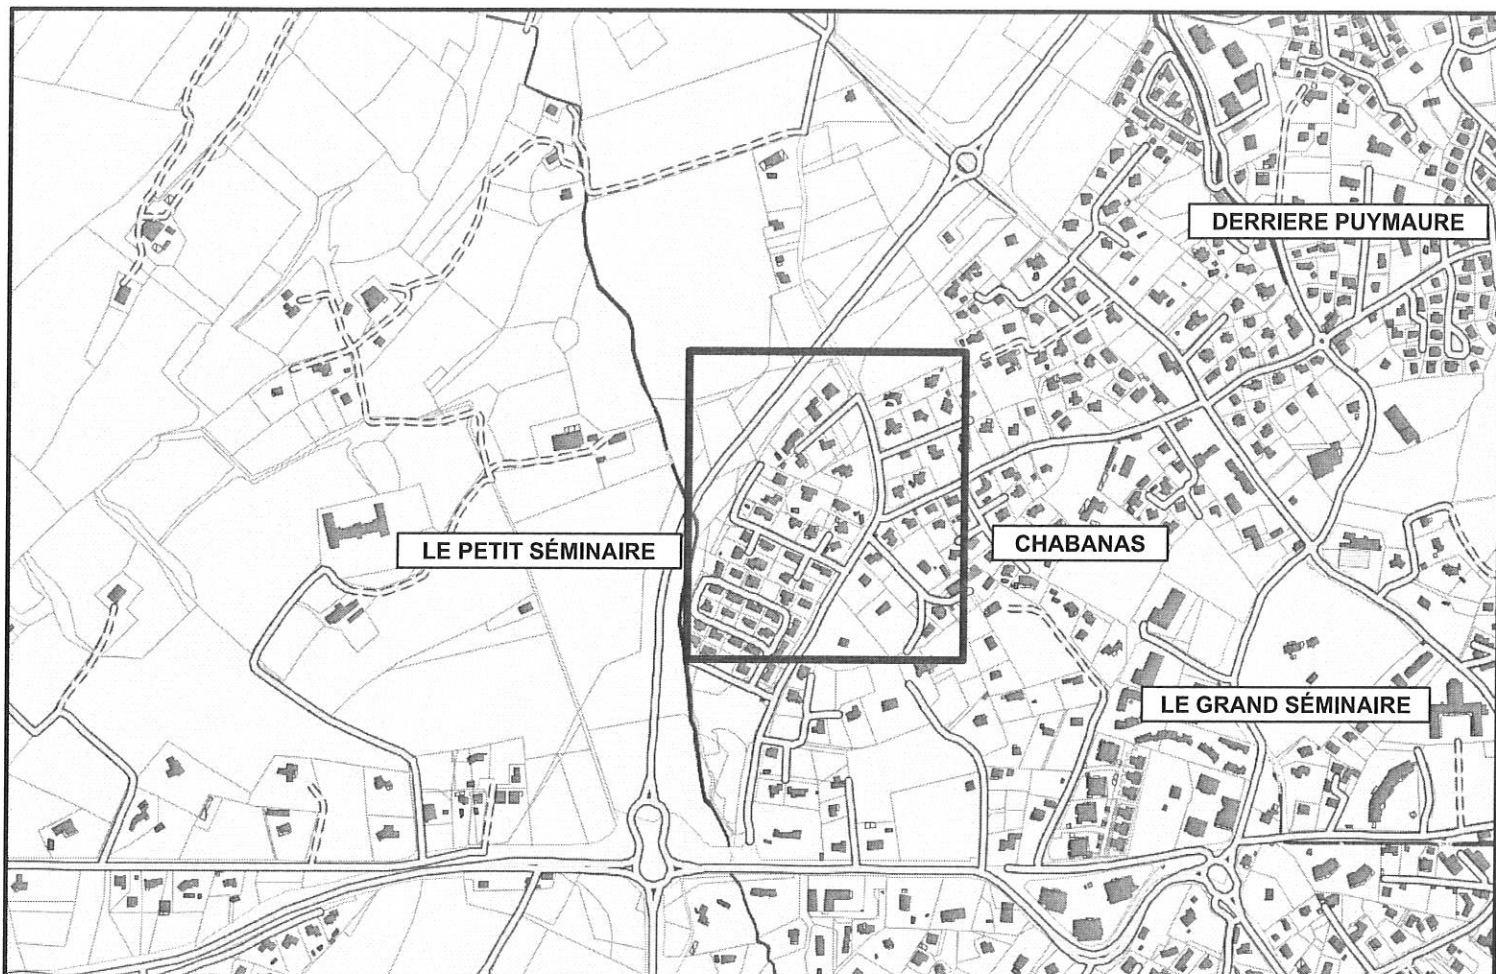 DERRIERE PUYMAURE
LE PETIT SÉMINAIRE
CHABANAS
LE GRAND SÉMINAIRE